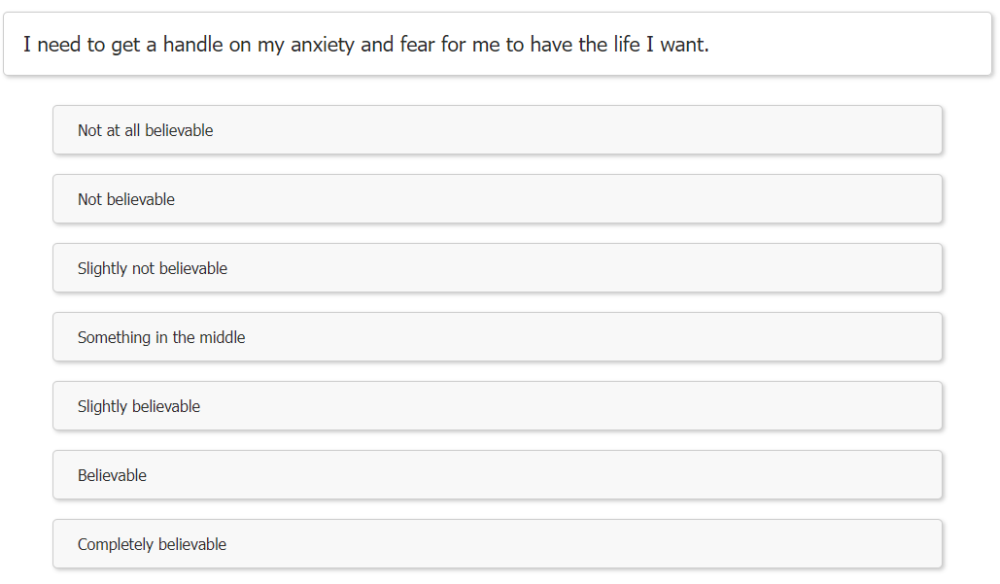 I need to get a handle on my anxiety and fear for me to have the life I want.
Not at all believable
Not believable
Slightly not believable
Something in the middle
Slightly believable
Believable
Completely believable